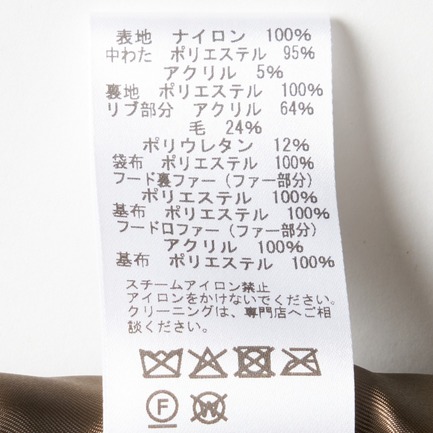 表地 ナイロン 100%
中わた ポリエステル 95%
アクリル 5%
裏地 ポリエステル 100%
リブ部分 アクリル 64%
毛 24%
ポリウレタン 12%
袋布 ポリエステル 100%
フード裏ファー（ファー部分）
ポリエステル 100%
基布 ポリエステル 100%
フード口ファー（ファー部分）
アクリル 100%
基布 ポリエステル 100%
スチームアイロン禁止
アイロンをかけないでください。
クリーニングは、専門店へご相
談ください。
F W